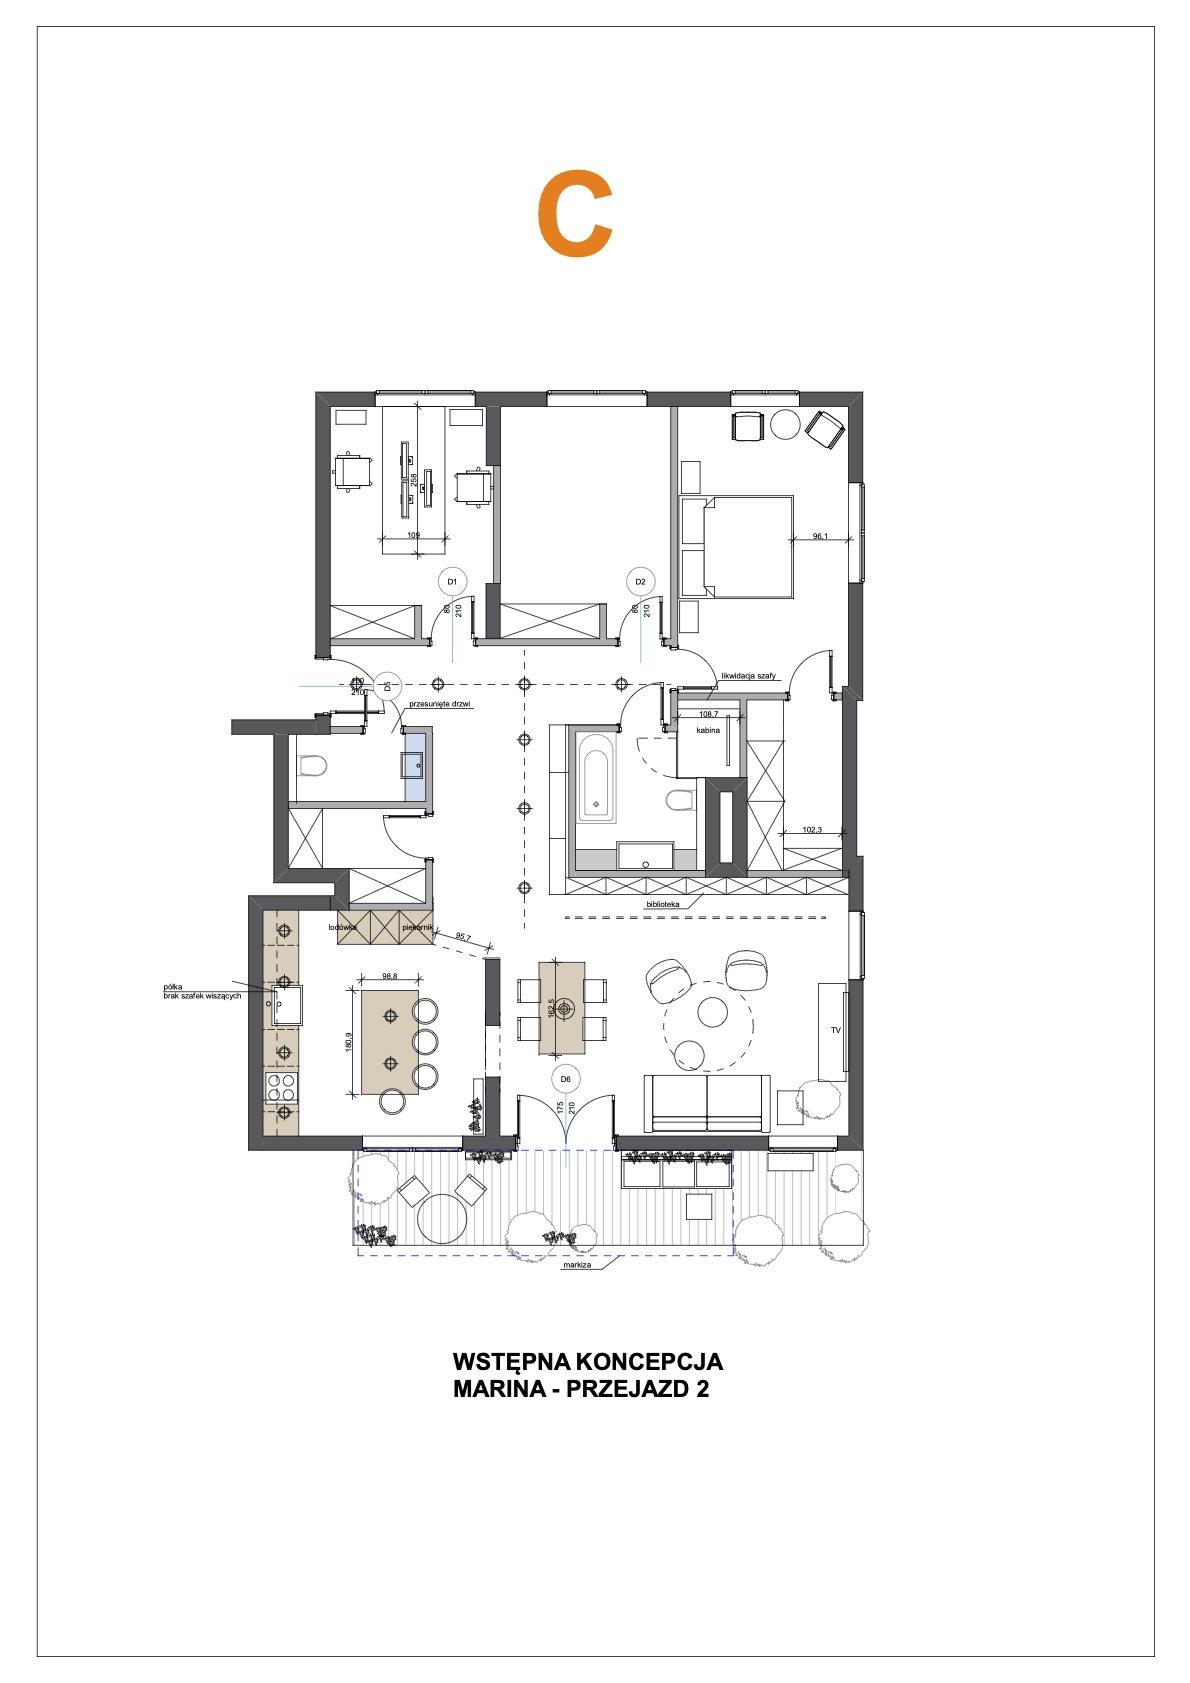 C
258
109
96,1
D1
D2
80
210
80
210
likwidacja szafy
D5
210
przesunięte drzwi
108,7
kabina
102,3
biblioteka
lodówka
piekarnik
95,7
98,8
półka
brak szafek wiszących
162,5
180,9
TV
D6
175
210
markiza
WSTĘPNA KONCEPCJA
MARINA - PRZEJAZD 2